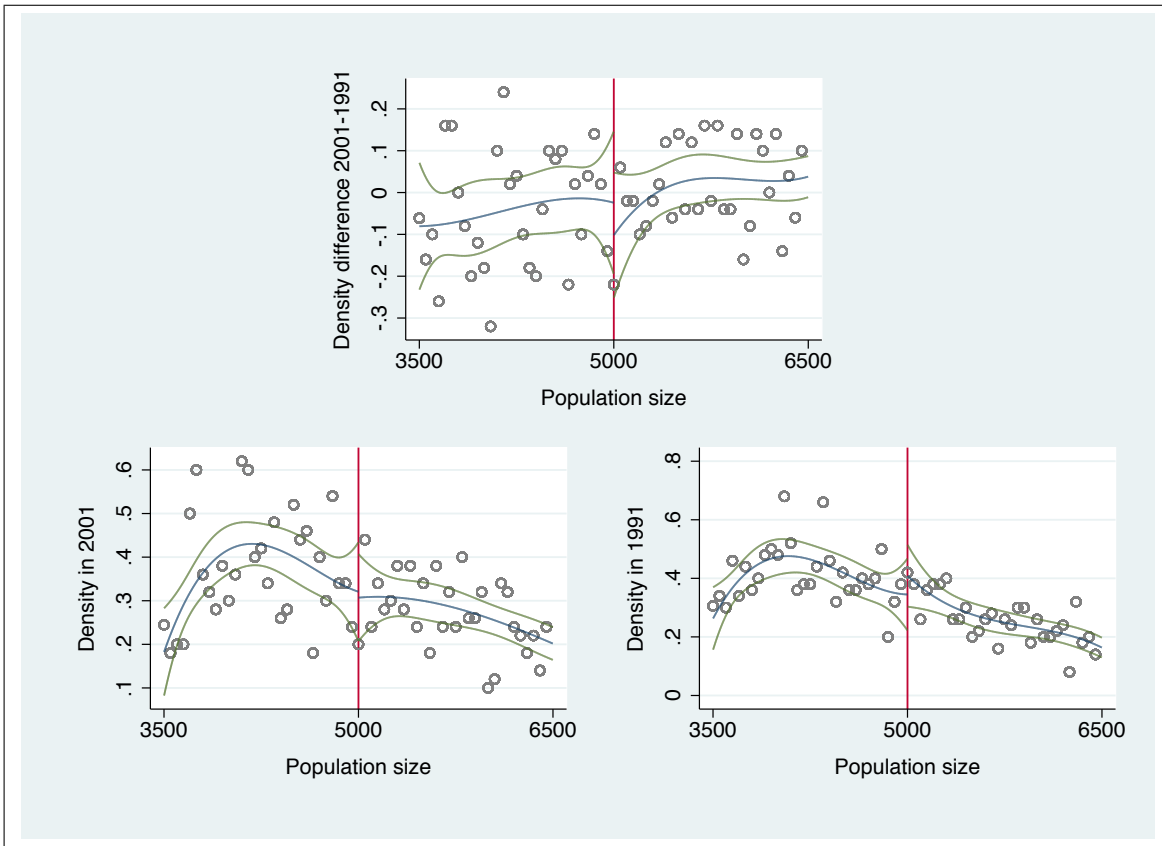 Density difference 2001-1991
.2
.1
0
-.1
-.2
-.3
3500 5000 6500
Population size
Density in 2001
.6
.5
.4
.3
.2
.1
3500 5000 6500
Population size
Density in 1991
.8
.6
.4
.2
0
3500 5000 6500
Population size